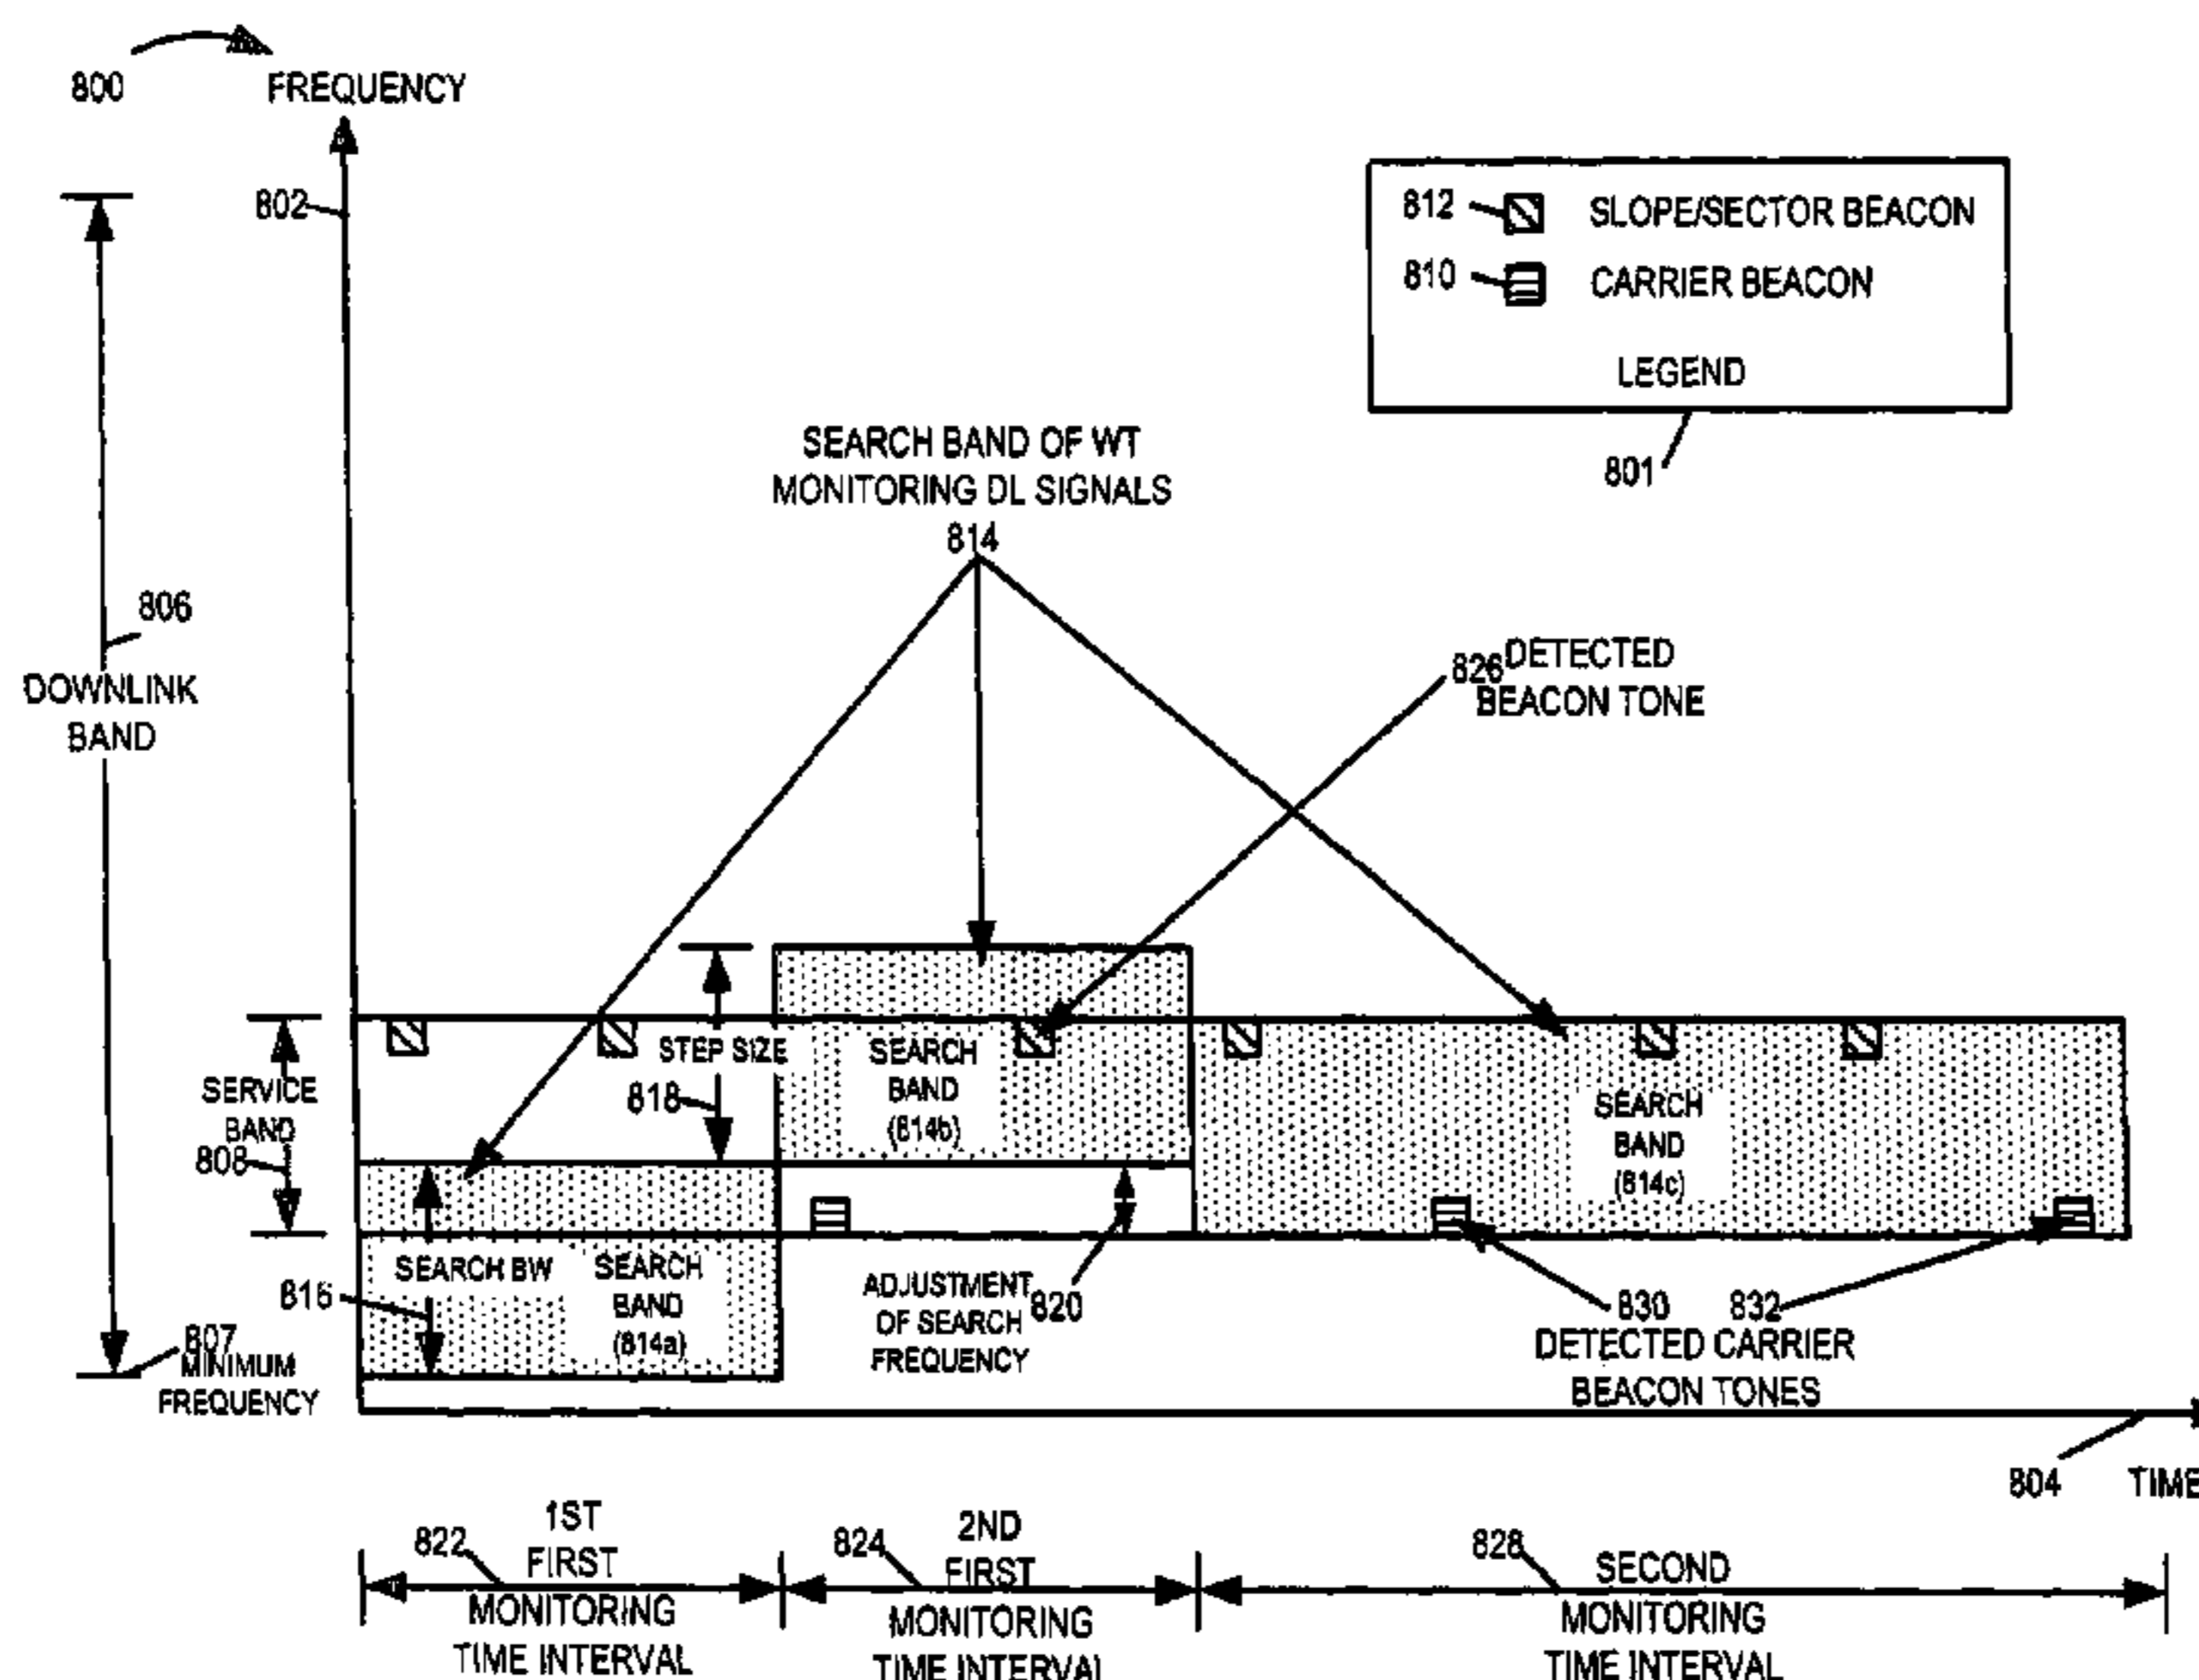 800
FREQUENCY
802
812 SLOPE/SECTOR BEACON
810 CARRIER BEACON
LEGEND
801
SEARCH BAND OF WT
MONITORING DL SIGNALS
814
806
DOWNLINK
BAND
826 DETECTED
BEACON TONE
STEP SIZE
818
SEARCH
BAND
(814b)
SERVICE
BAND
808
SEARCH
BAND
(814c)
SEARCH BW
816
SEARCH
BAND
(814a)
ADJUSTMENT
OF SEARCH
FREQUENCY
820
830 832
DETECTED CARRIER
BEACON TONES
807
MINIMUM
FREQUENCY
804 TIME
822
1ST
FIRST
MONITORING
TIME INTERVAL
824
2ND
FIRST
MONITORING
TIME INTERVAL
828
SECOND
MONITORING
TIME INTERVAL